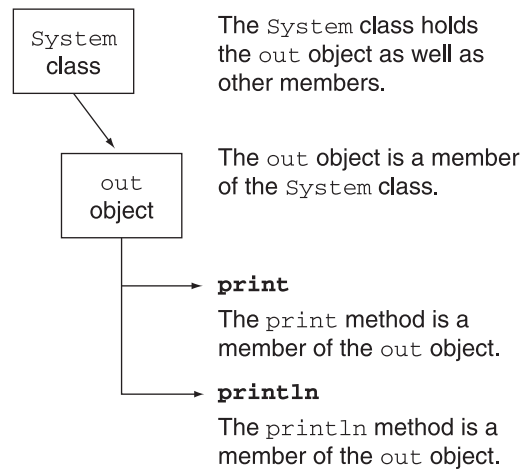 System
class
The System class holds
the out object as well as
other members.
out
object
The out object is a member
of the System class.
print
The print method is a
member of the out object.
println
The println method is a
member of the out object.